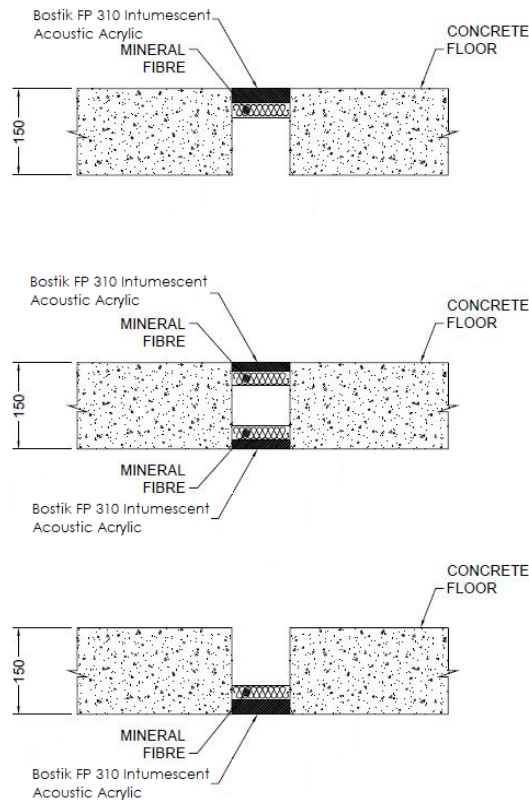 Bostik FP 310 Intumescent
Acoustic Acrylic
MINERAL
FIBRE
CONCRETE
FLOOR
150
Bostik FP 310 Intumescent
Acoustic Acrylic
MINERAL
FIBRE
CONCRETE
FLOOR
150
MINERAL
FIBRE
Bostik FP 310 Intumescent
Acoustic Acrylic
CONCRETE
FLOOR
150
MINERAL
FIBRE
Bostik FP 310 Intumescent
Acoustic Acrylic